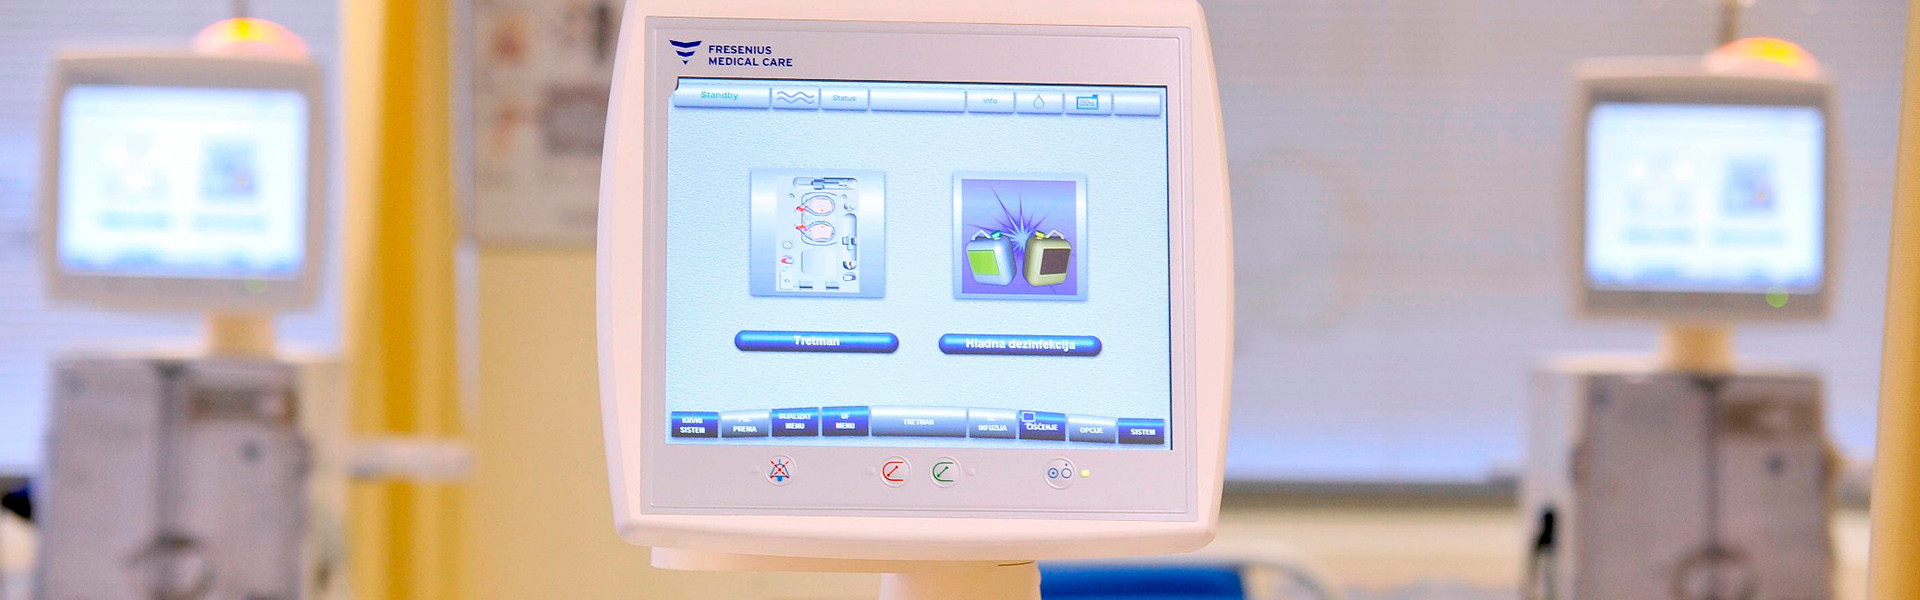 FRESENIUS
MEDICAL CARE
Standby
Status
Info
Tretman
Hladna dezinfekcija
KRVNI
SISTEM
PREMA
DIJALIZAT
MENU
UF
MENU
TRETMAN
INFUZIJA
ČIŠĆENJE
OPCIJE
SISTEM